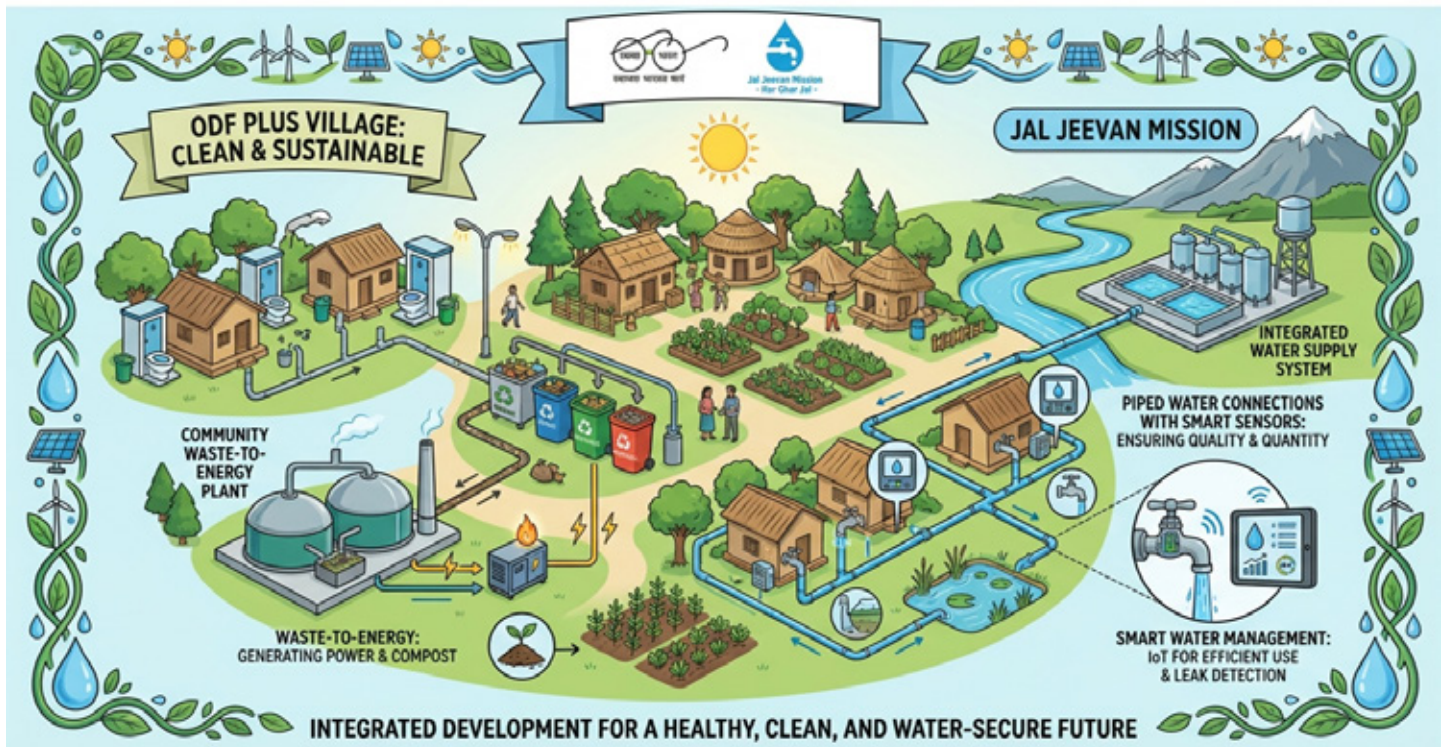 Jal Jeevan Mission
- Har Ghar Jal -
ODF PLUS VILLAGE:
CLEAN & SUSTAINABLE
JAL JEEVAN MISSION
INTEGRATED
WATER SUPPLY
SYSTEM
PIPED WATER CONNECTIONS
WITH SMART SENSORS:
ENSURING QUALITY & QUANTITY
COMMUNITY
WASTE-TO-
ENERGY
PLANT
WASTE-TO-ENERGY:
GENERATING POWER & COMPOST
SMART WATER MANAGEMENT:
IoT FOR EFFICIENT USE
& LEAK DETECTION
INTEGRATED DEVELOPMENT FOR A HEALTHY, CLEAN, AND WATER-SECURE FUTURE